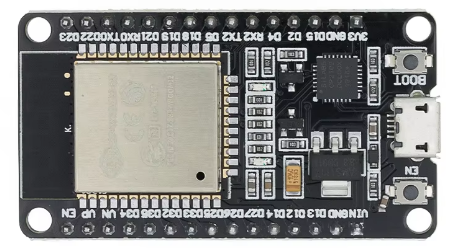 D23 D22 TX0 RX0 D21 D19 D18 D5 TX2 RX2 D4 D2 D15 GND 3V3
BOOT
EN
EN VP VN D34 D35 D32 D33 D25 D26 D27 D14 D12 D13 GND VIN